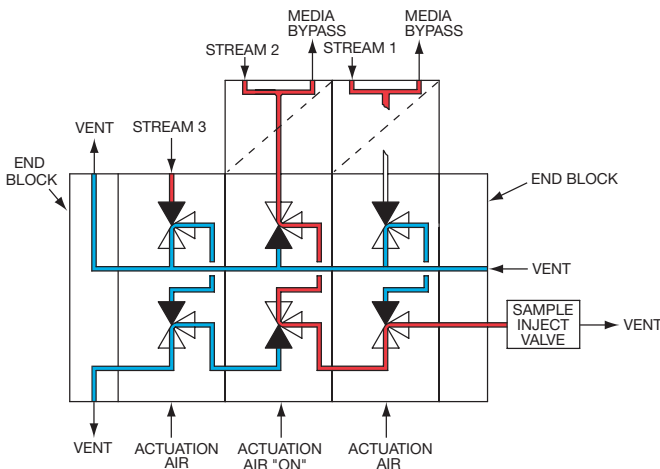 MEDIA
BYPASS
MEDIA
BYPASS
STREAM 2
STREAM 1
VENT
STREAM 3
END
BLOCK
END BLOCK
VENT
SAMPLE
INJECT
VALVE
VENT
VENT
ACTUATION
AIR
ACTUATION
AIR "ON"
ACTUATION
AIR